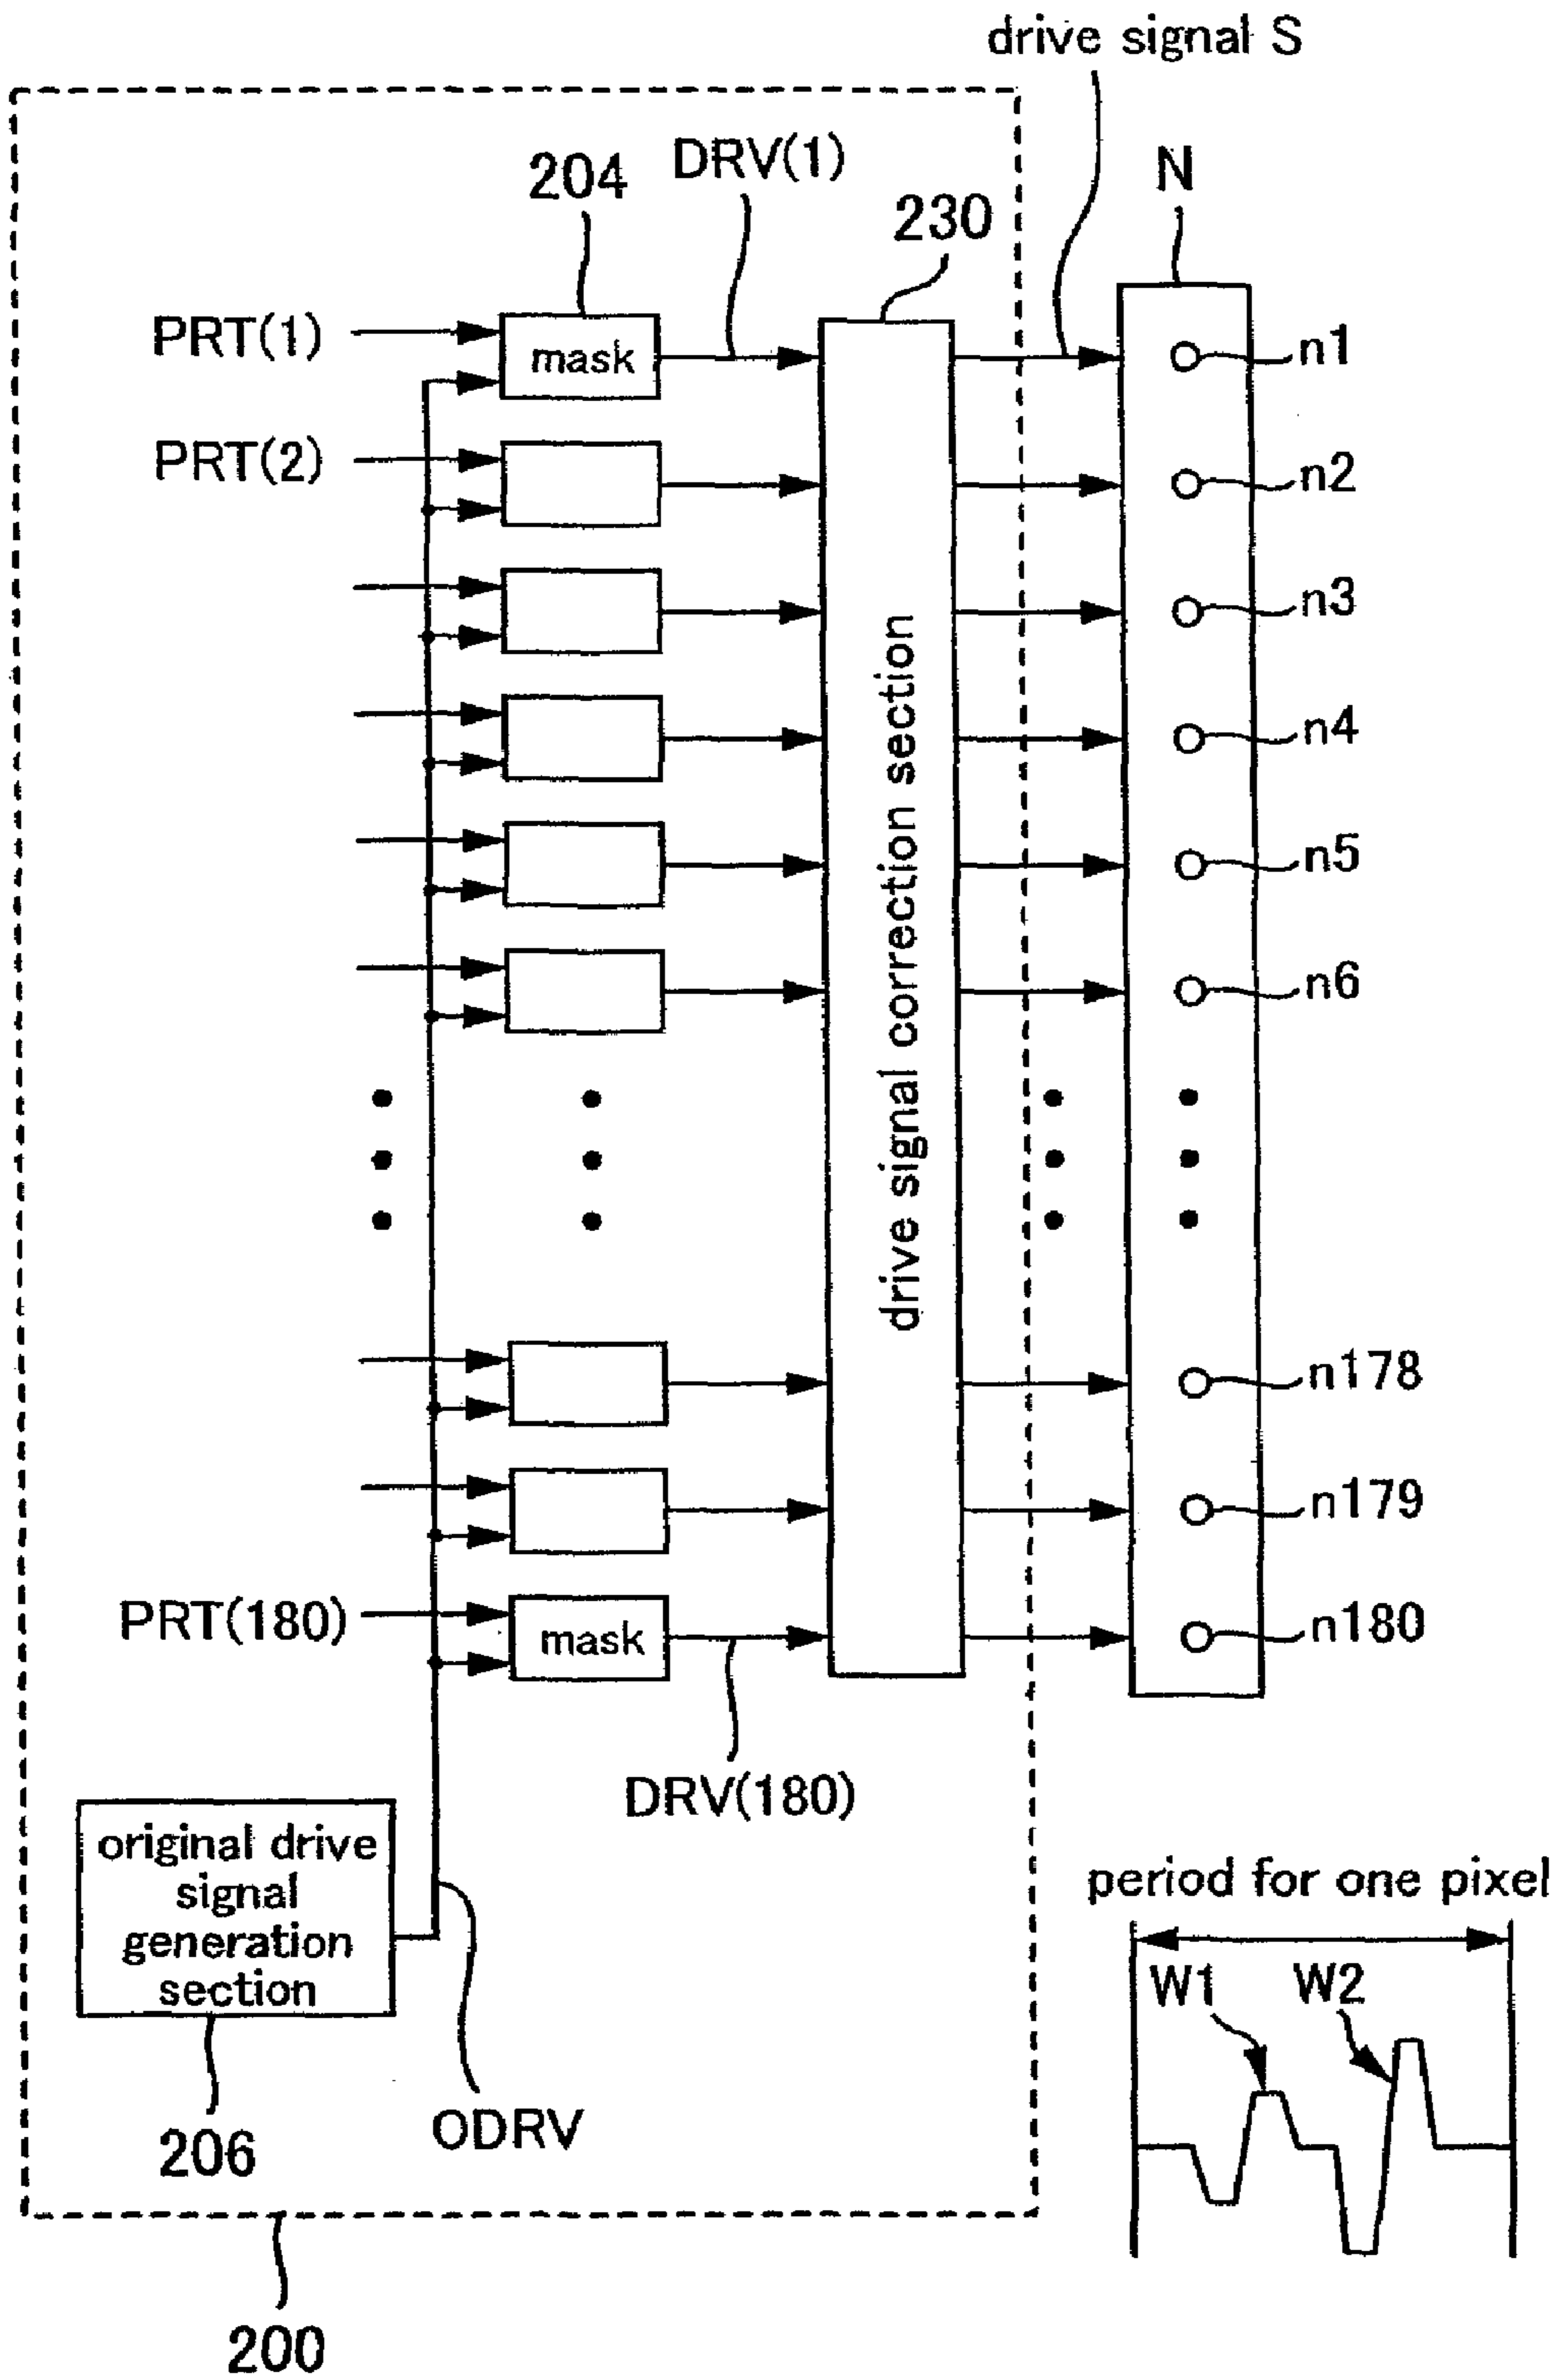 drive signal S
204
DRV(1)
230
N
PRT(1)
mask
n1
PRT(2)
n2
n3
n4
n5
n6
drive signal correction section
n178
n179
PRT(180)
mask
n180
DRV(180)
original drive
signal
generation
section
period for one pixel
W1
W2
206
ODRV
200